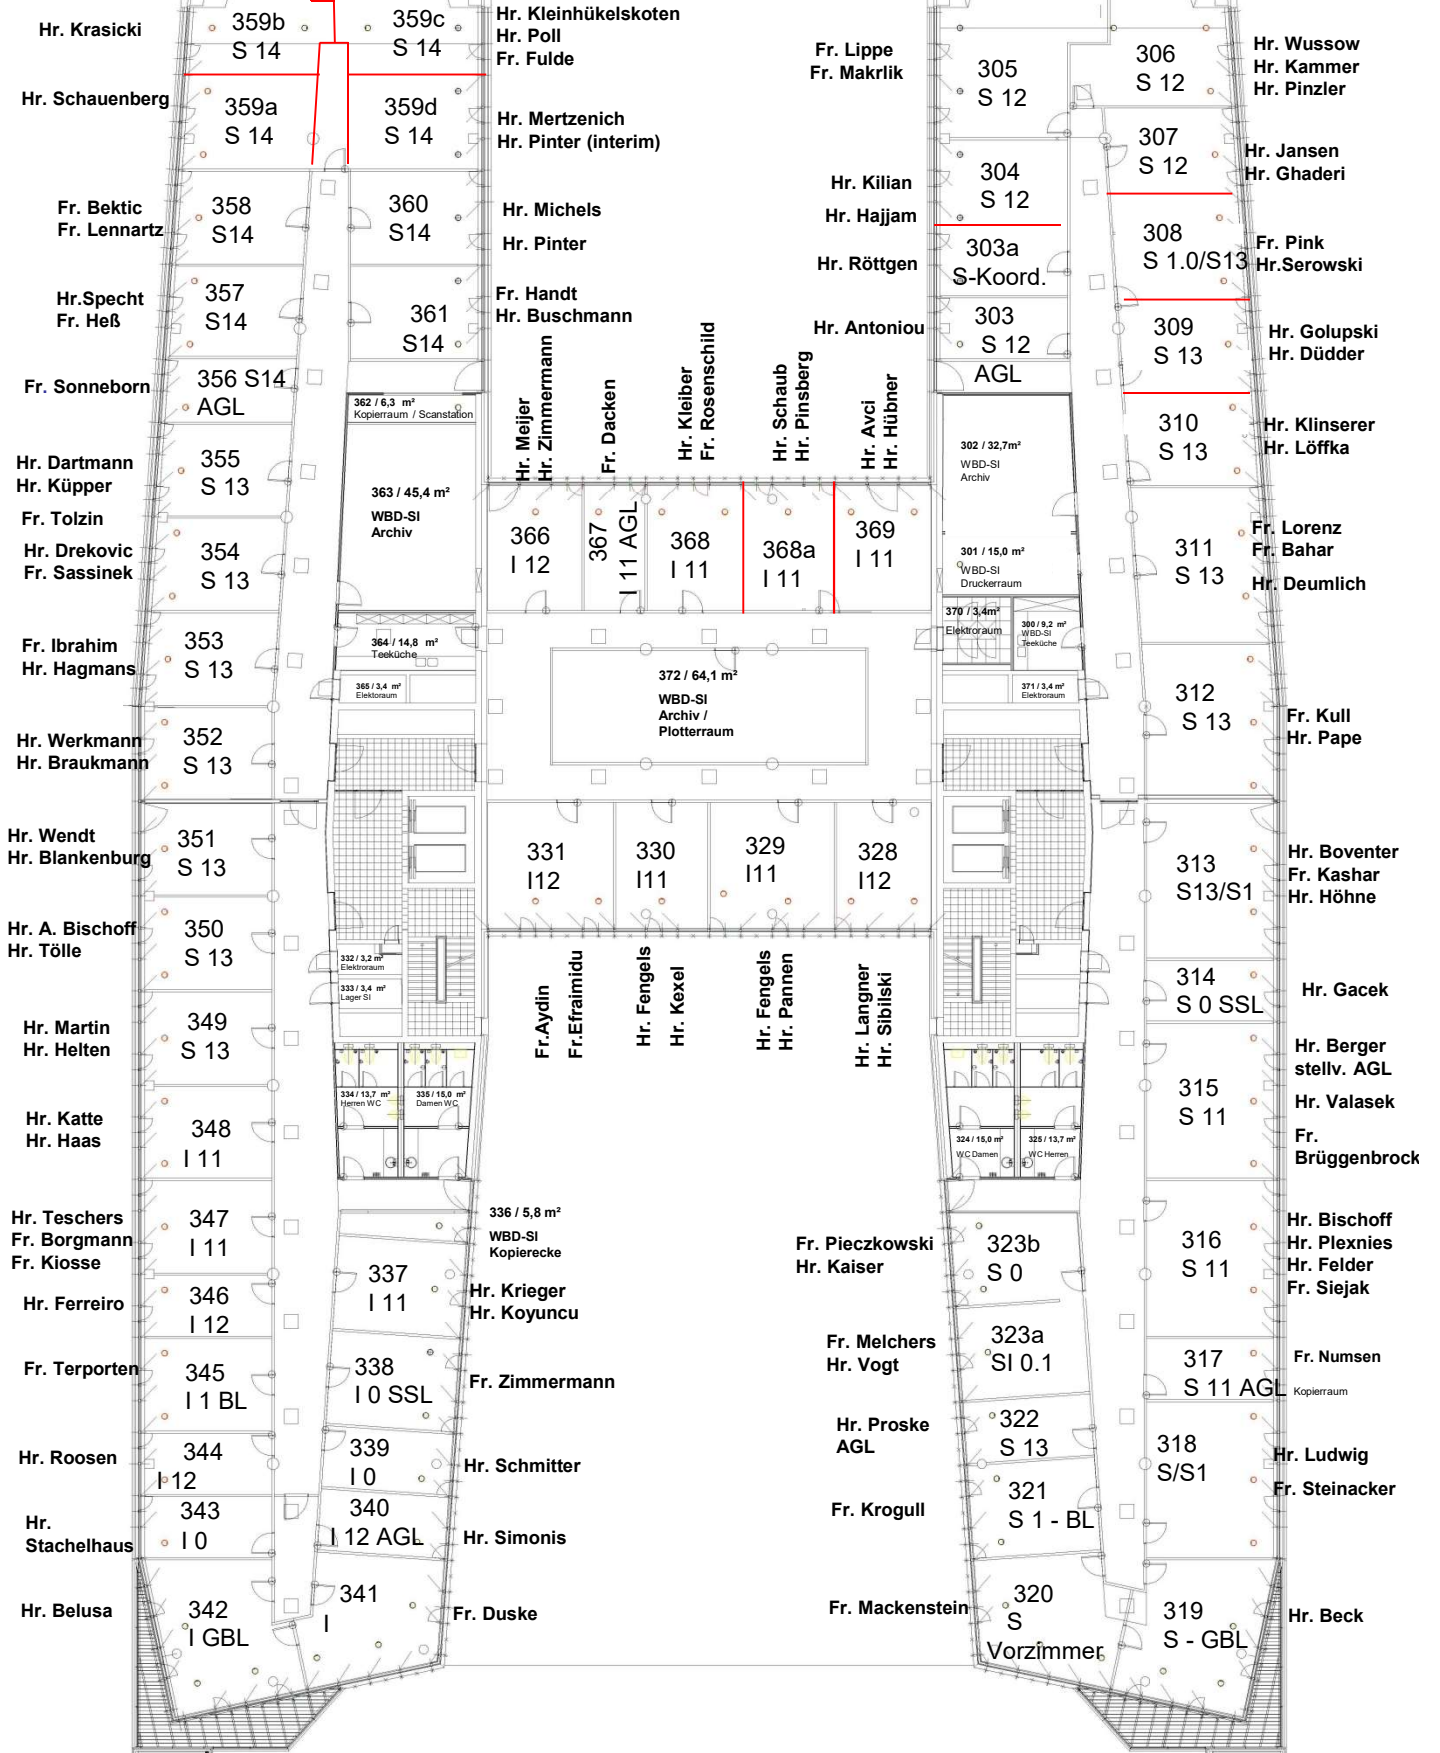 Hr. Krasicki
359b
S 14
359c
S 14
Hr. Kleinhükelskoten
Hr. Poll
Fr. Fulde
Hr. Schauenberg
359a
S 14
359d
S 14
Hr. Mertzenich
Hr. Pinter (interim)
Fr. Bektic
Fr. Lennartz
358
S14
360
S14
Hr. Michels
Hr. Pinter
Hr.Specht
Fr. Heß
357
S14
361
S14
Fr. Handt
Hr. Buschmann
Fr. Sonneborn
356 S14
AGL
362 / 6,3 m²
Kopierraum / Scanstation
Hr. Dartmann
Hr. Küpper
355
S 13
363 / 45,4 m²
WBD-SI
Archiv
Fr. Tolzin
Hr. Drekovic
Fr. Sassinek
354
S 13
Fr. Ibrahim
Hr. Hagmans
353
S 13
364 / 14,8 m²
Teeküche
365 / 3,4 m²
Elektoraum
Hr. Werkmann
Hr. Braukmann
352
S 13
Hr. Wendt
Hr. Blankenburg
351
S 13
Hr. A. Bischoff
Hr. Tölle
350
S 13
332 / 3,2 m²
Elektroraum
333 / 3,4 m²
Lager SI
Hr. Martin
Hr. Helten
349
S 13
334 / 13,7 m²
Herren WC
335 / 15,0 m²
Damen WC
Hr. Katte
Hr. Haas
348
I 11
Hr. Teschers
Fr. Borgmann
Fr. Kiosse
347
I 11
336 / 5,8 m²
WBD-SI
Kopierecke
337
I 11
Hr. Krieger
Hr. Koyuncu
Hr. Ferreiro
346
I 12
Fr. Terporten
345
I 1 BL
338
I 0 SSL
Fr. Zimmermann
Hr. Roosen
344
I 12
339
I 0
Hr. Schmitter
Hr.
Stachelhaus
343
I 0
340
I 12 AGL
Hr. Simonis
Hr. Belusa
342
I GBL
341
I
Fr. Duske
Hr. Meijer
Hr. Zimmermann
Fr. Dacken
Hr. Kleiber
Fr. Rosenschild
Hr. Schaub
Hr. Pinsberg
Hr. Avci
Hr. Hübner
366
I 12
367
I 11 AGL
368
I 11
368a
I 11
369
I 11
372 / 64,1 m²
WBD-SI
Archiv /
Plotterraum
331
I12
330
I11
329
I11
328
I12
Fr.Aydin
Fr.Efraimidu
Hr. Fengels
Hr. Kexel
Hr. Fengels
Hr. Pannen
Hr. Langner
Hr. Sibilski
Fr. Lippe
Fr. Makrlik
305
S 12
306
S 12
Hr. Wussow
Hr. Kammer
Hr. Pinzler
307
S 12
Hr. Jansen
Hr. Ghaderi
Hr. Kilian
Hr. Hajjam
304
S 12
308
S 1.0/S13
Fr. Pink
Hr.Serowski
Hr. Röttgen
303a
S-Koord.
Hr. Antoniou
303
S 12
AGL
309
S 13
Hr. Golupski
Hr. Düdder
302 / 32,7m²
WBD-SI
Archiv
310
S 13
Hr. Klinserer
Hr. Löffka
301 / 15,0 m²
WBD-SI
Druckerraum
311
S 13
Fr. Lorenz
Fr. Bahar
Hr. Deumlich
370 / 3,4m²
Elektroraum
300 / 9,2 m²
WBD-SI
Teeküche
371 / 3,4 m²
Elektroraum
312
S 13
Fr. Kull
Hr. Pape
313
S13/S1
Hr. Boventer
Fr. Kashar
Hr. Höhne
314
S 0 SSL
Hr. Gacek
315
S 11
Hr. Berger
stellv. AGL
Hr. Valasek
Fr.
Brüggenbrock
324 / 15,0 m²
WC Damen
325 / 13,7 m²
WC Herren
Fr. Pieczkowski
Hr. Kaiser
323b
S 0
316
S 11
Hr. Bischoff
Hr. Plexnies
Hr. Felder
Fr. Siejak
Fr. Melchers
Hr. Vogt
323a
SI 0.1
317
S 11 AGL
Fr. Numsen
Kopierraum
Hr. Proske
AGL
322
S 13
318
S/S1
Hr. Ludwig
Fr. Steinacker
Fr. Krogull
321
S 1 - BL
Fr. Mackenstein
320
S
Vorzimmer
319
S - GBL
Hr. Beck